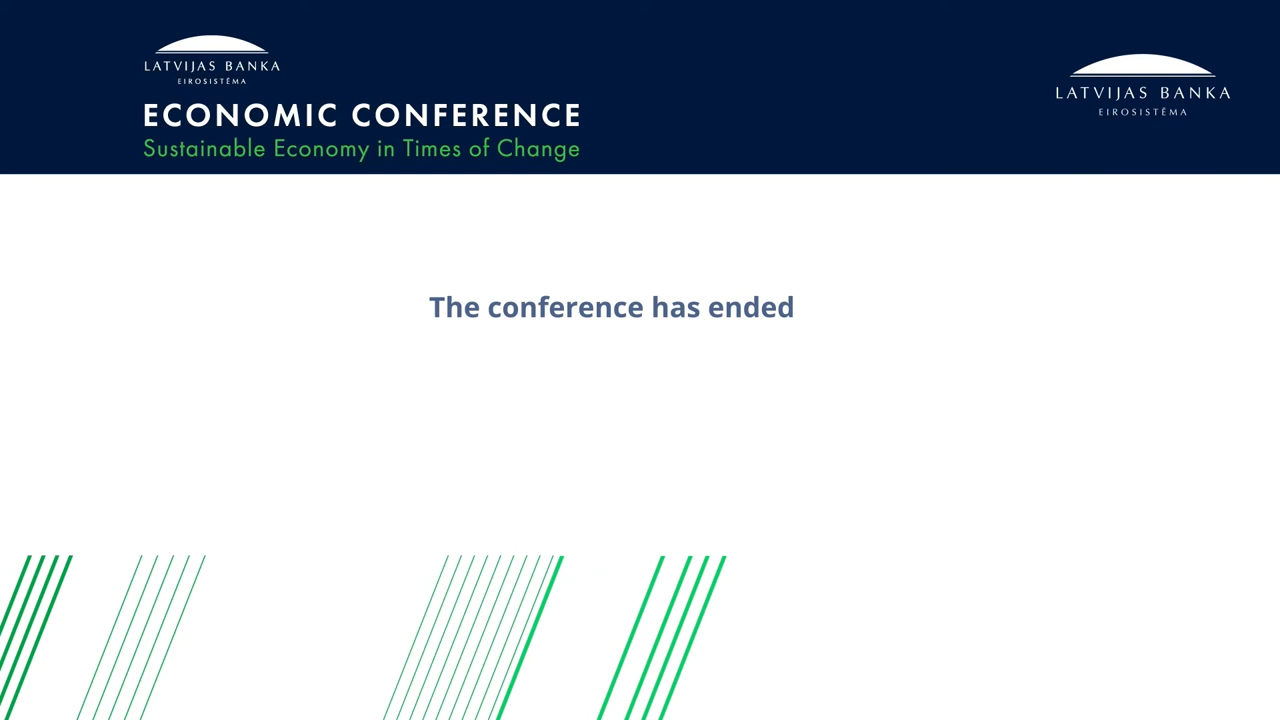 LATVIJAS BANKA
EIROSISTĒMA
ECONOMIC CONFERENCE
Sustainable Economy in Times of Change
LATVIJAS BANKA
EIROSISTĒMA
The conference has ended